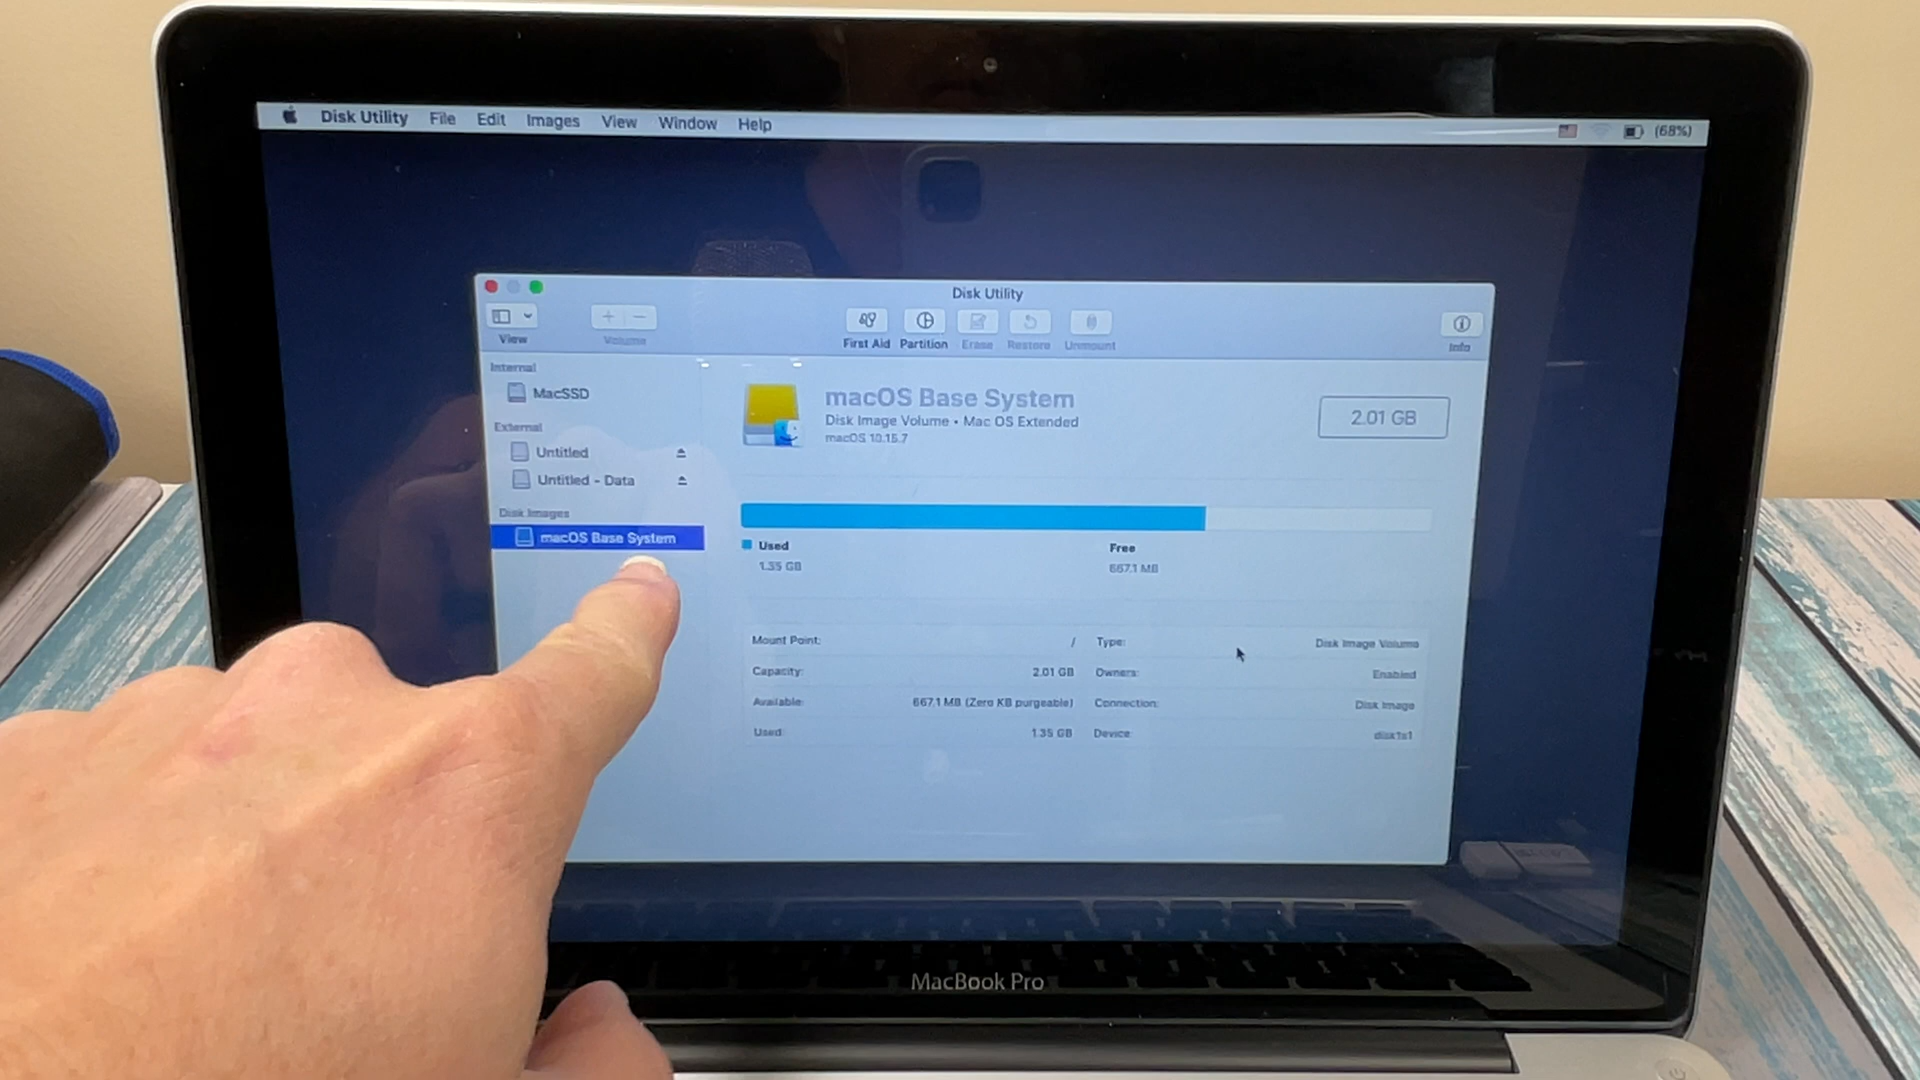 Disk Utility File Edit Images View Window Help (68%)
Disk Utility
View Volume First Aid Partition Erase Restore Unmount Info
Internal
MacSSD
External
Untitled
Untitled - Data
Disk Images
macOS Base System
macOS Base System
Disk Image Volume • Mac OS Extended
macOS 10.15.7
2.01 GB
Used
1.35 GB
Free
667.1 MB
Mount Point: /
Type: Disk Image Volume
Capacity: 2.01 GB
Owners: Enabled
Available: 667.1 MB (Zero KB purgeable)
Connection: Disk Image
Used: 1.35 GB
Device: disk1s1
MacBook Pro